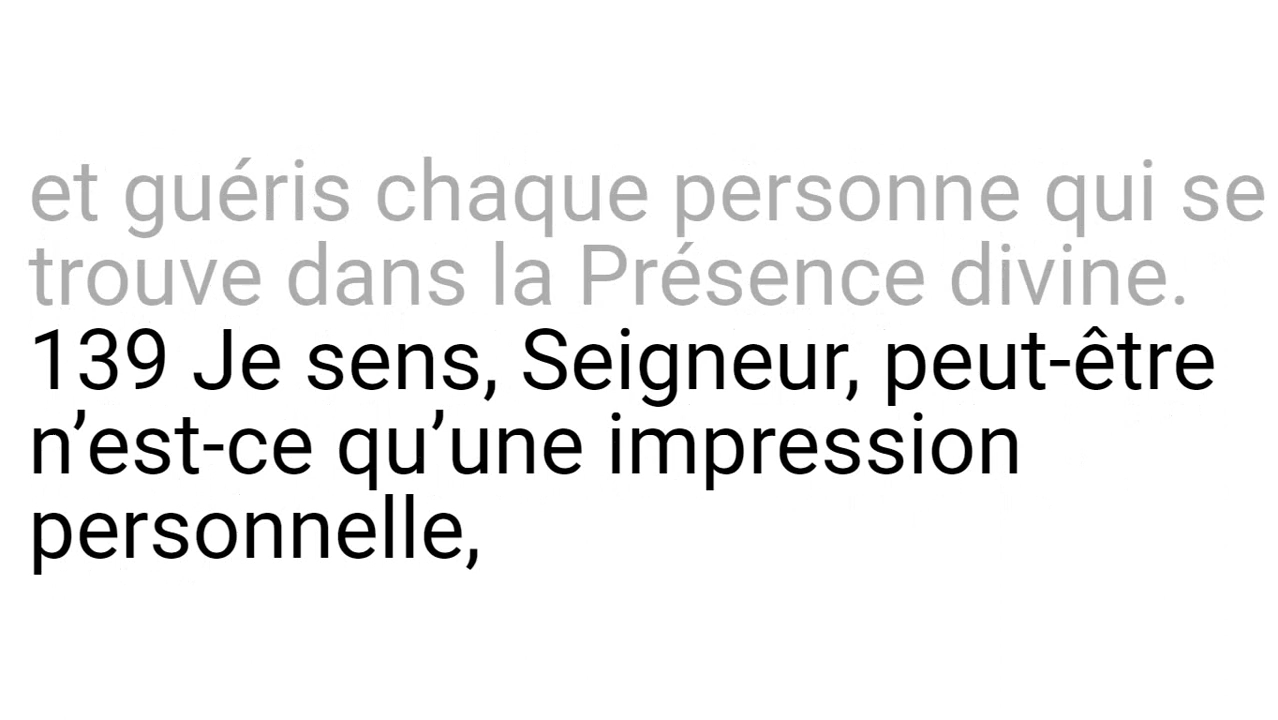 et guéris chaque personne qui se
trouve dans la Présence divine.
139 Je sens, Seigneur, peut-être
n’est-ce qu’une impression
personnelle,